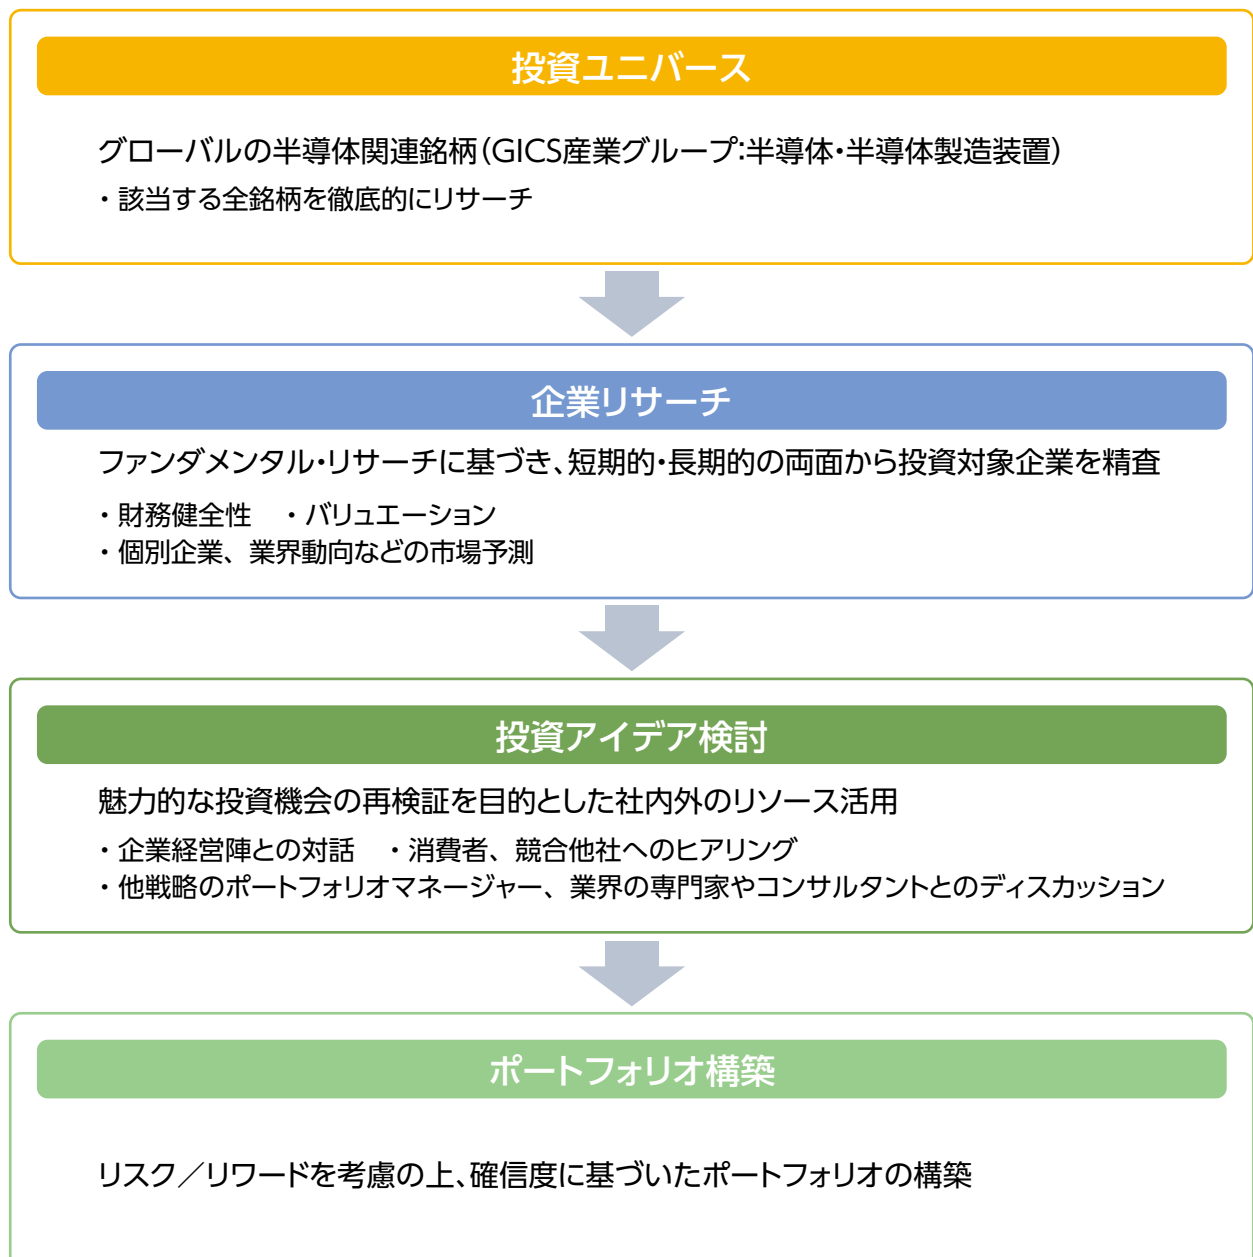 投資ユニバース
グローバルの半導体関連銘柄(GICS産業グループ:半導体・半導体製造装置)
・該当する全銘柄を徹底的にリサーチ
企業リサーチ
ファンダメンタル・リサーチに基づき、短期的・長期的の両面から投資対象企業を精査
・財務健全性　・バリュエーション
・個別企業、業界動向などの市場予測
投資アイデア検討
魅力的な投資機会の再検証を目的とした社内外のリソース活用
・企業経営陣との対話　・消費者、競合他社へのヒアリング
・他戦略のポートフォリオマネージャー、業界の専門家やコンサルタントとのディスカッション
ポートフォリオ構築
リスク／リワードを考慮の上、確信度に基づいたポートフォリオの構築